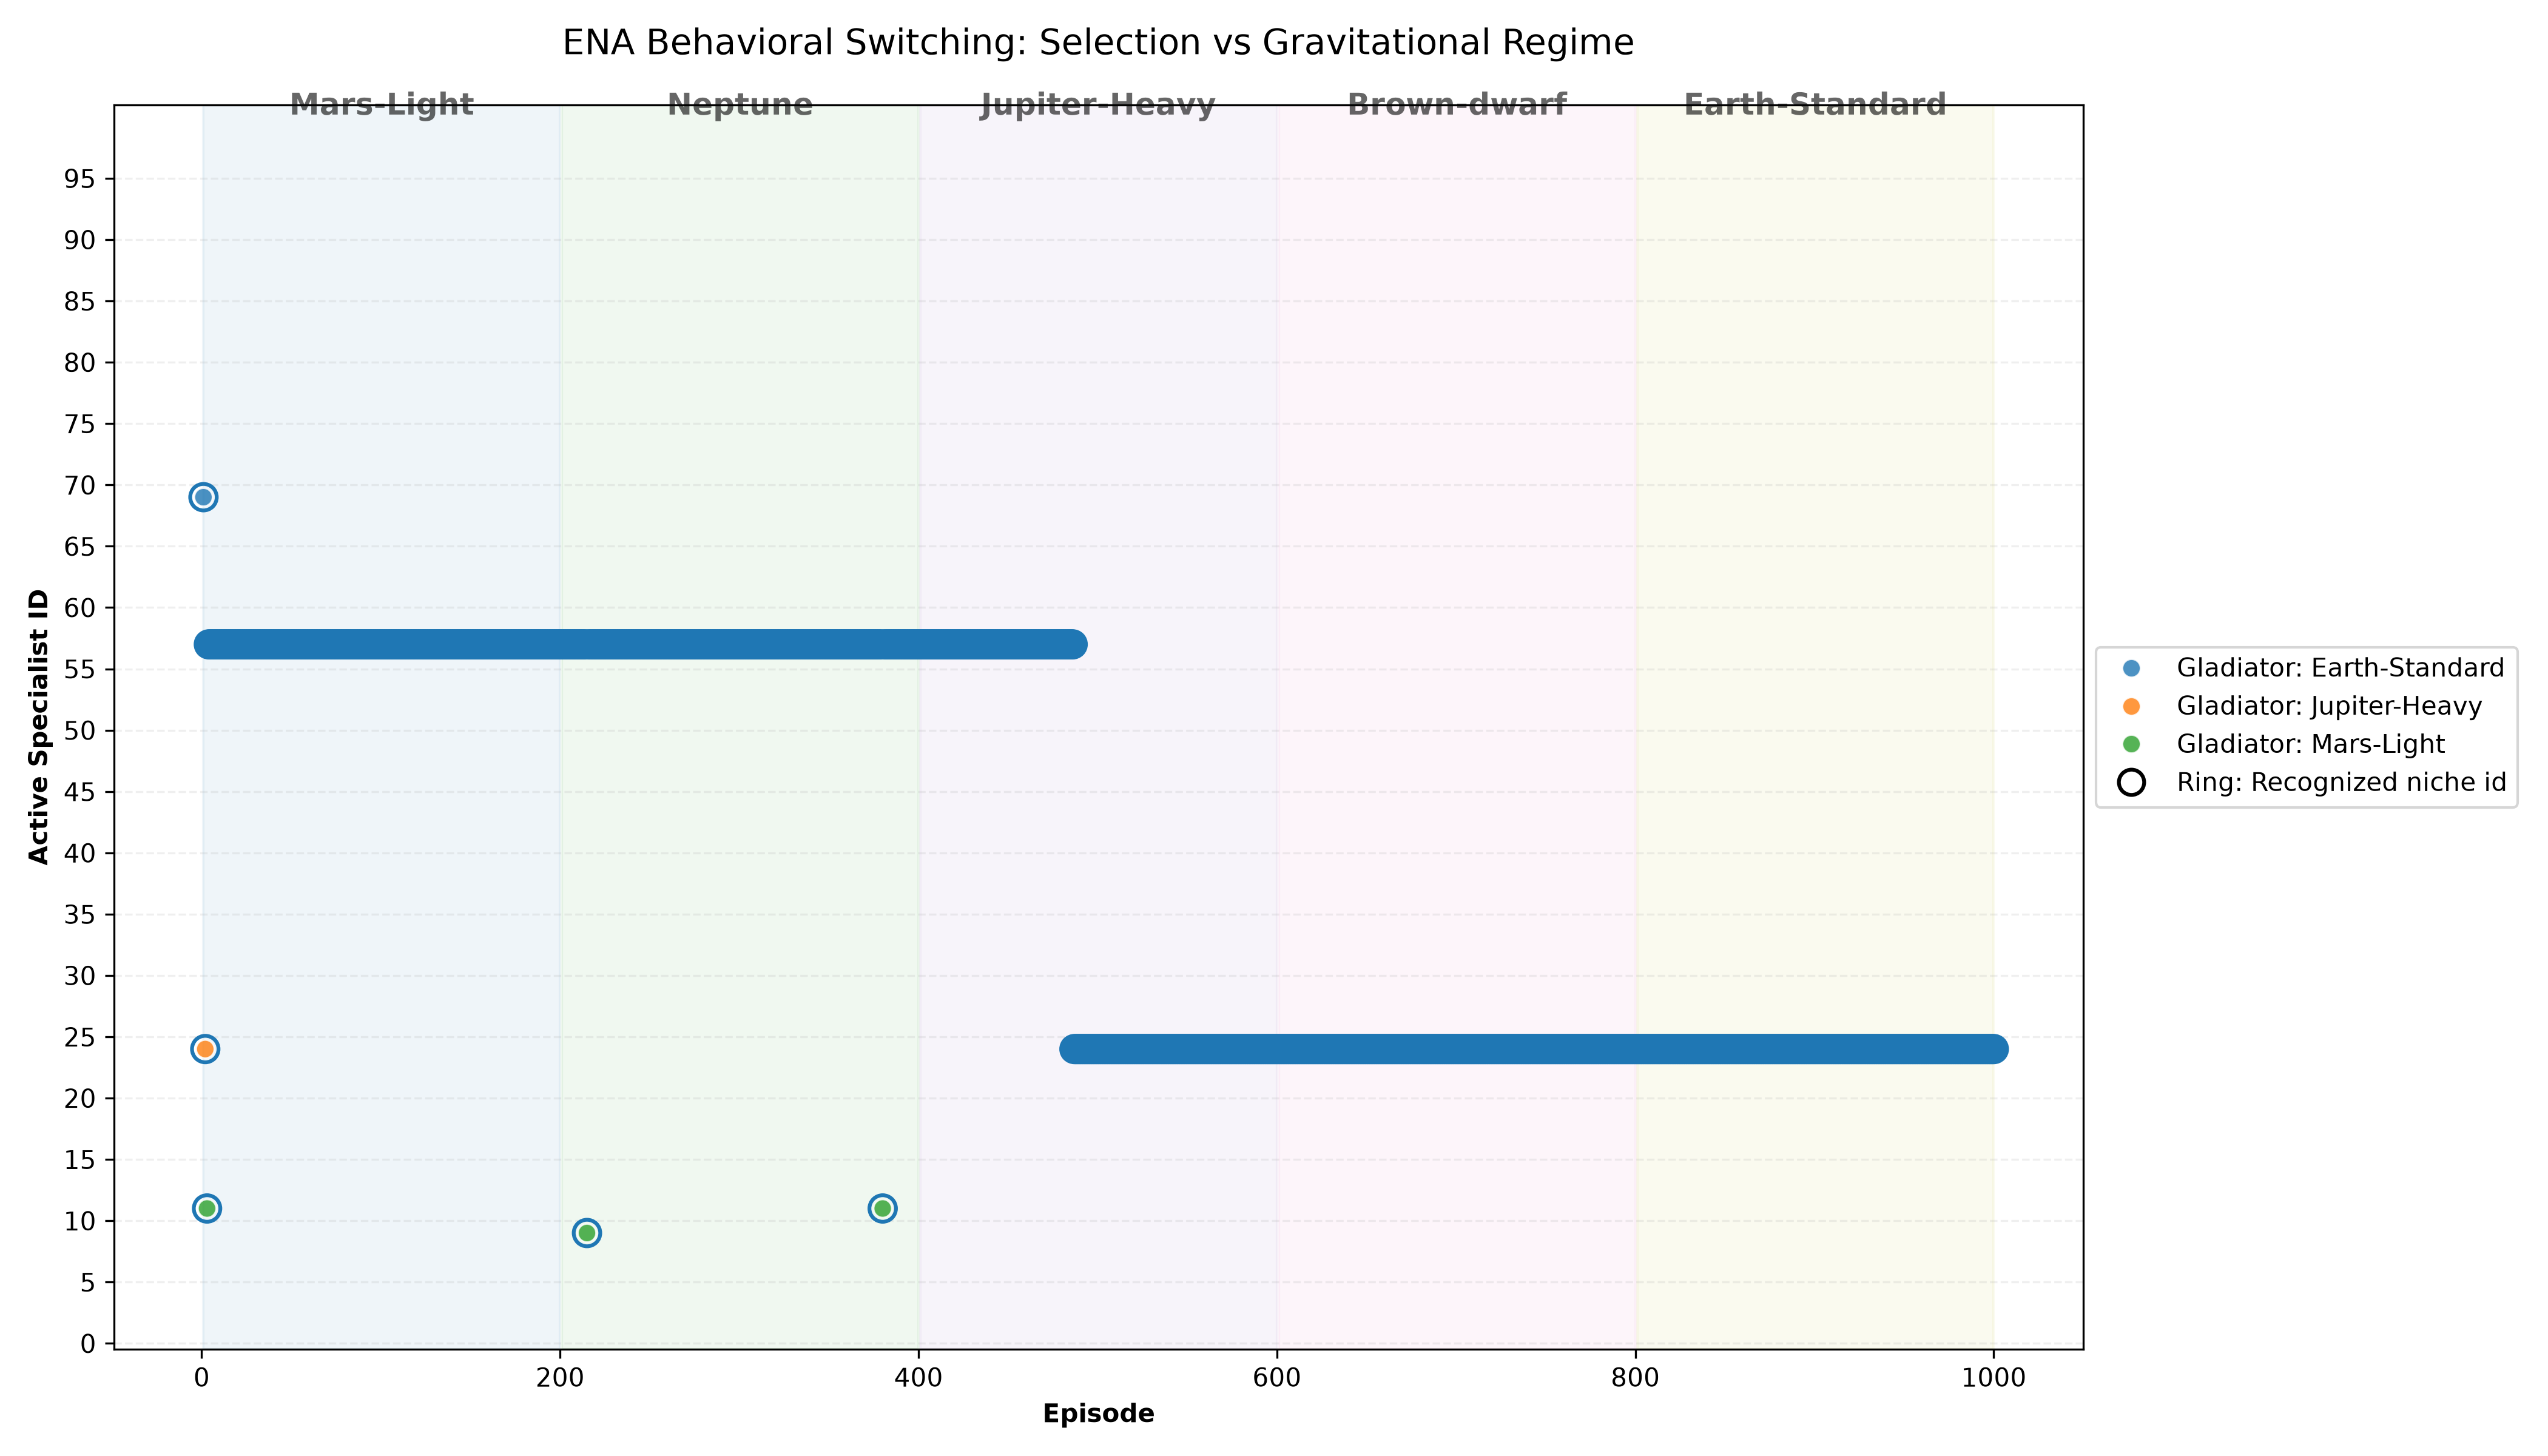 ENA Behavioral Switching: Selection vs Gravitational Regime
Mars-Light Neptune Jupiter-Heavy Brown-dwarf Earth-Standard
95
90
85
80
75
70
65
60
55
50
45
40
35
30
25
20
15
10
5
0
Active Specialist ID
0 200 400 600 800 1000
Episode
Gladiator: Earth-Standard
Gladiator: Jupiter-Heavy
Gladiator: Mars-Light
Ring: Recognized niche id